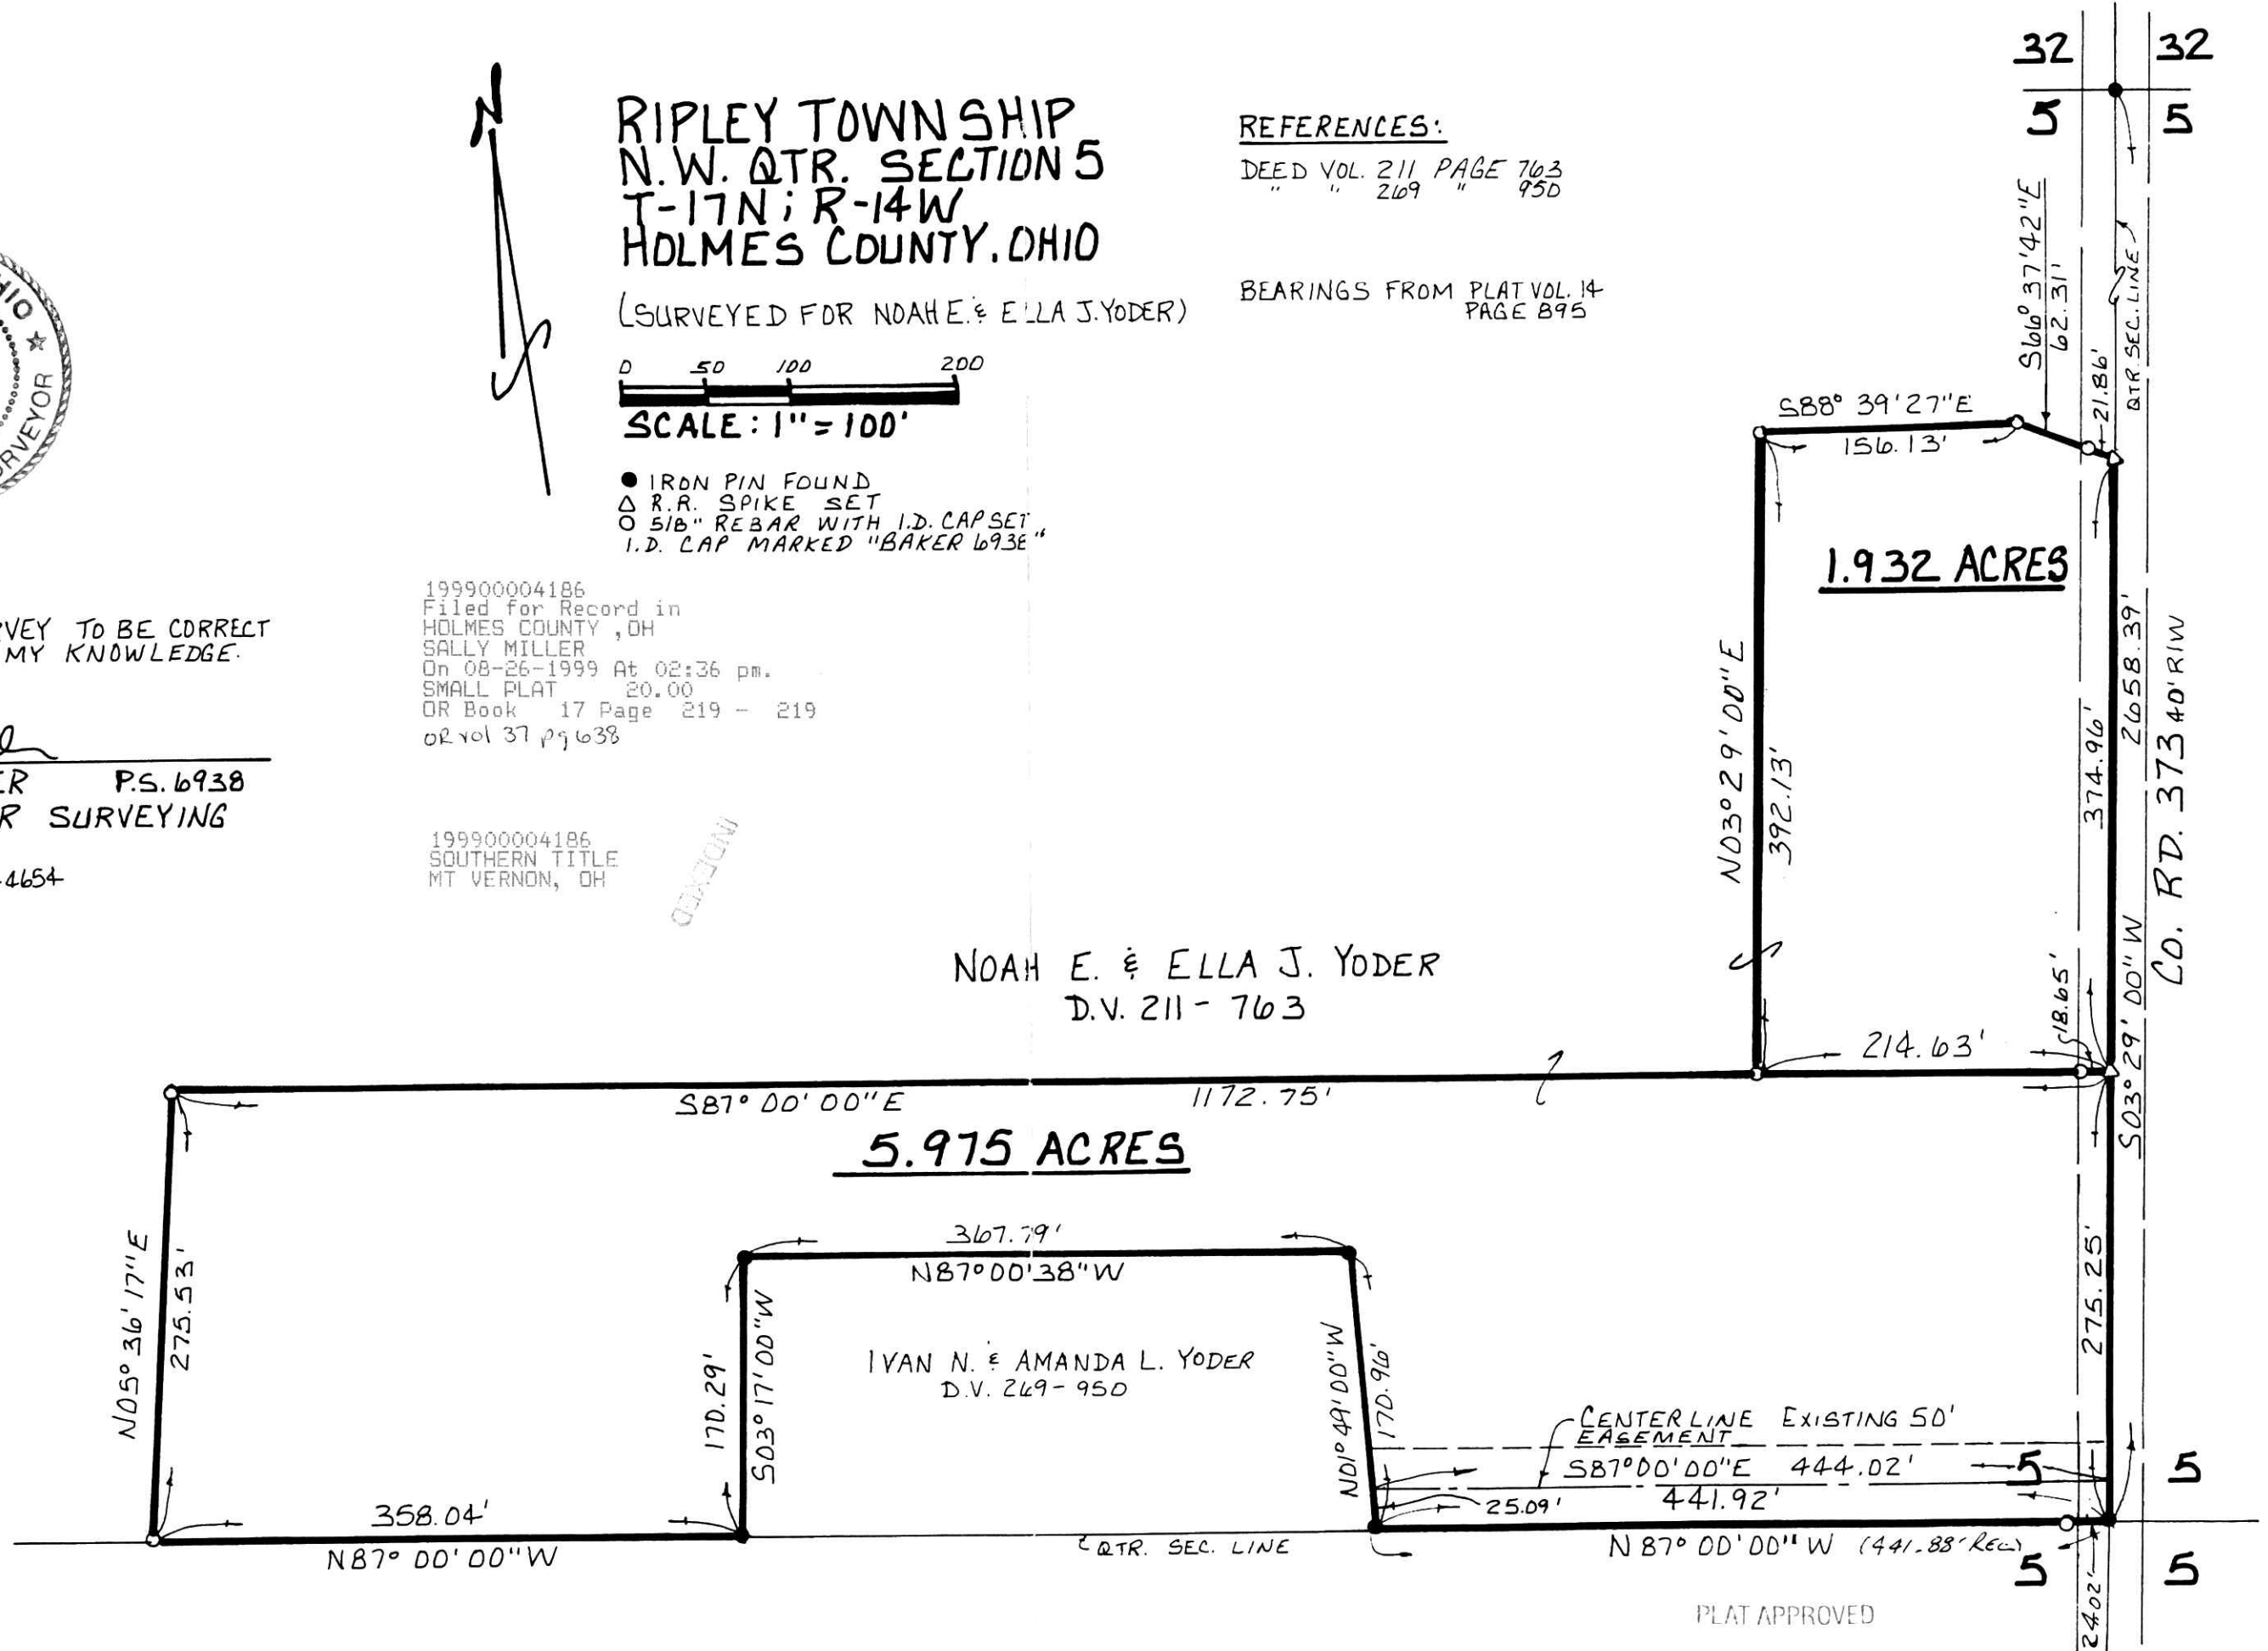 RIPLEY TOWNSHIP
N.W. QTR. SECTION 5
T-17N; R-14W
HOLMES COUNTY, OHIO
(SURVEYED FOR NOAH E. & ELLA J. YODER)
0 50 100 200
SCALE: 1"=100'
● IRON PIN FOUND
△ R.R. SPIKE SET
○ 5/8" REBAR WITH I.D. CAP SET
I.D. CAP MARKED "BAKER 6938"
N
REFERENCES:
DEED VOL. 211 PAGE 763
" " 269 " 950
BEARINGS FROM PLAT VOL. 14
PAGE 895
32 32
5 5
S66° 37'42"E
62.31'
21.86'
QTR. SEC. LINE
S88° 39'27"E
156.13'
1.932 ACRES
N03° 29' 00"E
392.13'
374.96'
2658.39'
CO. RD. 373 40' R/W
S03° 29' 00" W
18.65'
214.63'
OHIO ★
SURVEYOR
VEY TO BE CORRECT
MY KNOWLEDGE.
ER P.S. 6938
R SURVEYING
-4654
199900004186
Filed for Record in
HOLMES COUNTY ,OH
SALLY MILLER
On 08-26-1999 At 02:36 pm.
SMALL PLAT 20.00
OR Book 17 Page 219 - 219
OR vol 37 pg 638
199900004186
SOUTHERN TITLE
MT VERNON, OH
INDEXED
NOAH E. & ELLA J. YODER
D.V. 211 - 763
S87° 00' 00"E 1172.75'
5.975 ACRES
N05° 36' 17"E
275.53'
367.79'
N87° 00' 38" W
170.29'
S03° 17' 00" W
IVAN N. & AMANDA L. YODER
D.V. 269-950
N01° 49' 00" W
170.96'
275.25'
CENTERLINE EXISTING 50'
EASEMENT
S87° 00' 00"E 444.02'
5 5
25.09' 441.92'
358.04'
N87° 00' 00" W
QTR. SEC. LINE
N 87° 00' 00" W (441.88' REC.)
5 5
24.02'
PLAT APPROVED